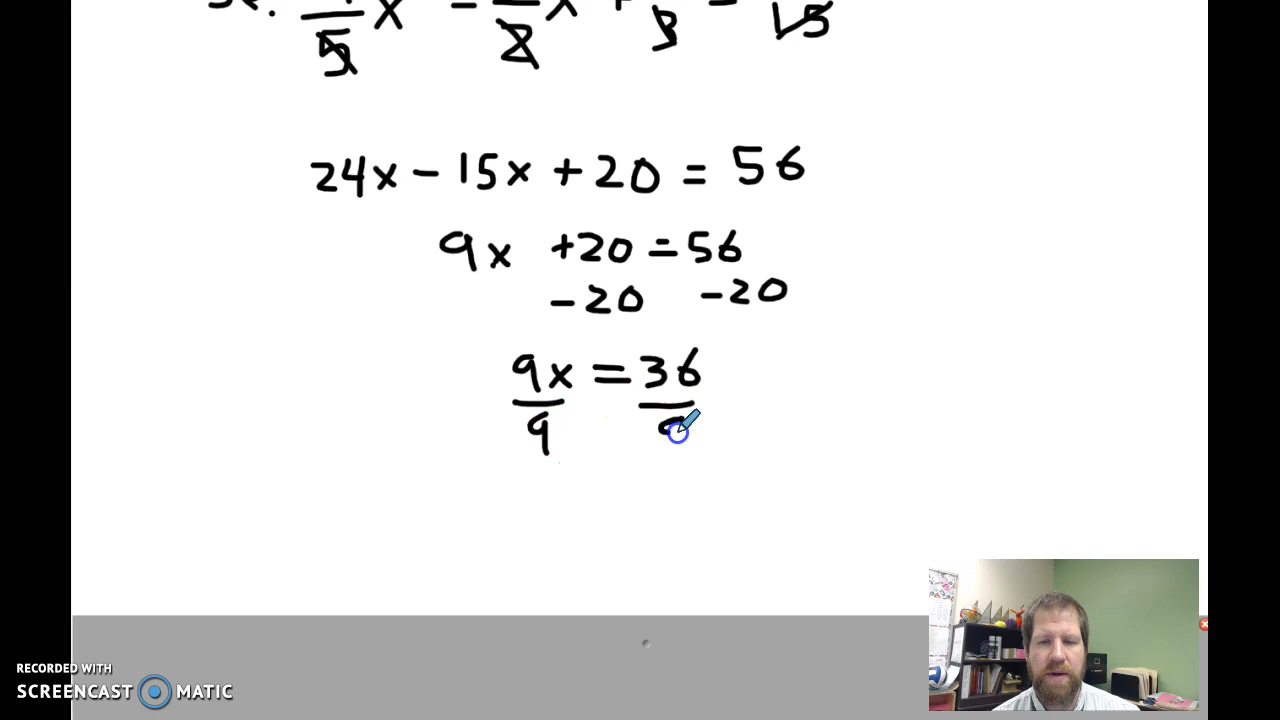 24x - 15x + 20 = 56
9x +20 = 56
-20 -20
9x = 36
9
RECORDED WITH
SCREENCAST MATIC